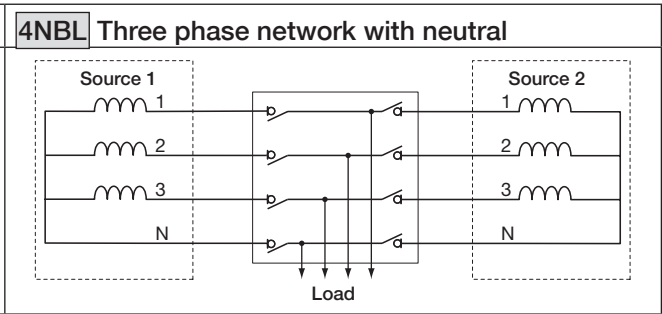 4NBL Three phase network with neutral
Source 1 Source 2
1 1
2 2
3 3
N N
Load